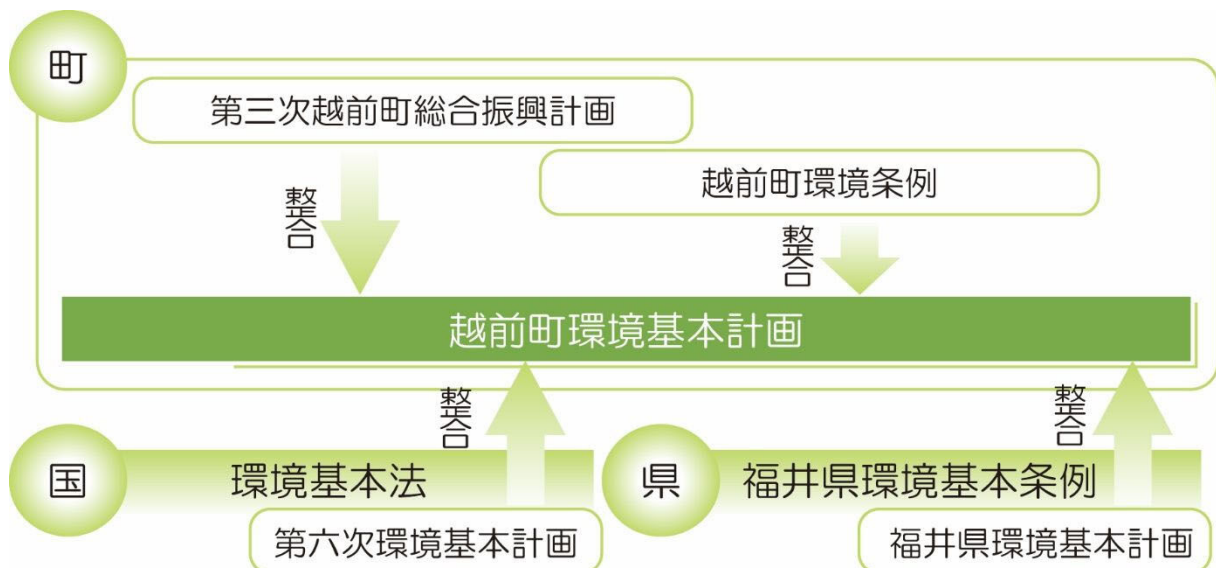 町
第三次越前町総合振興計画
越前町環境条例
整合
整合
越前町環境基本計画
整合
整合
国
環境基本法
県
福井県環境基本条例
第六次環境基本計画
福井県環境基本計画